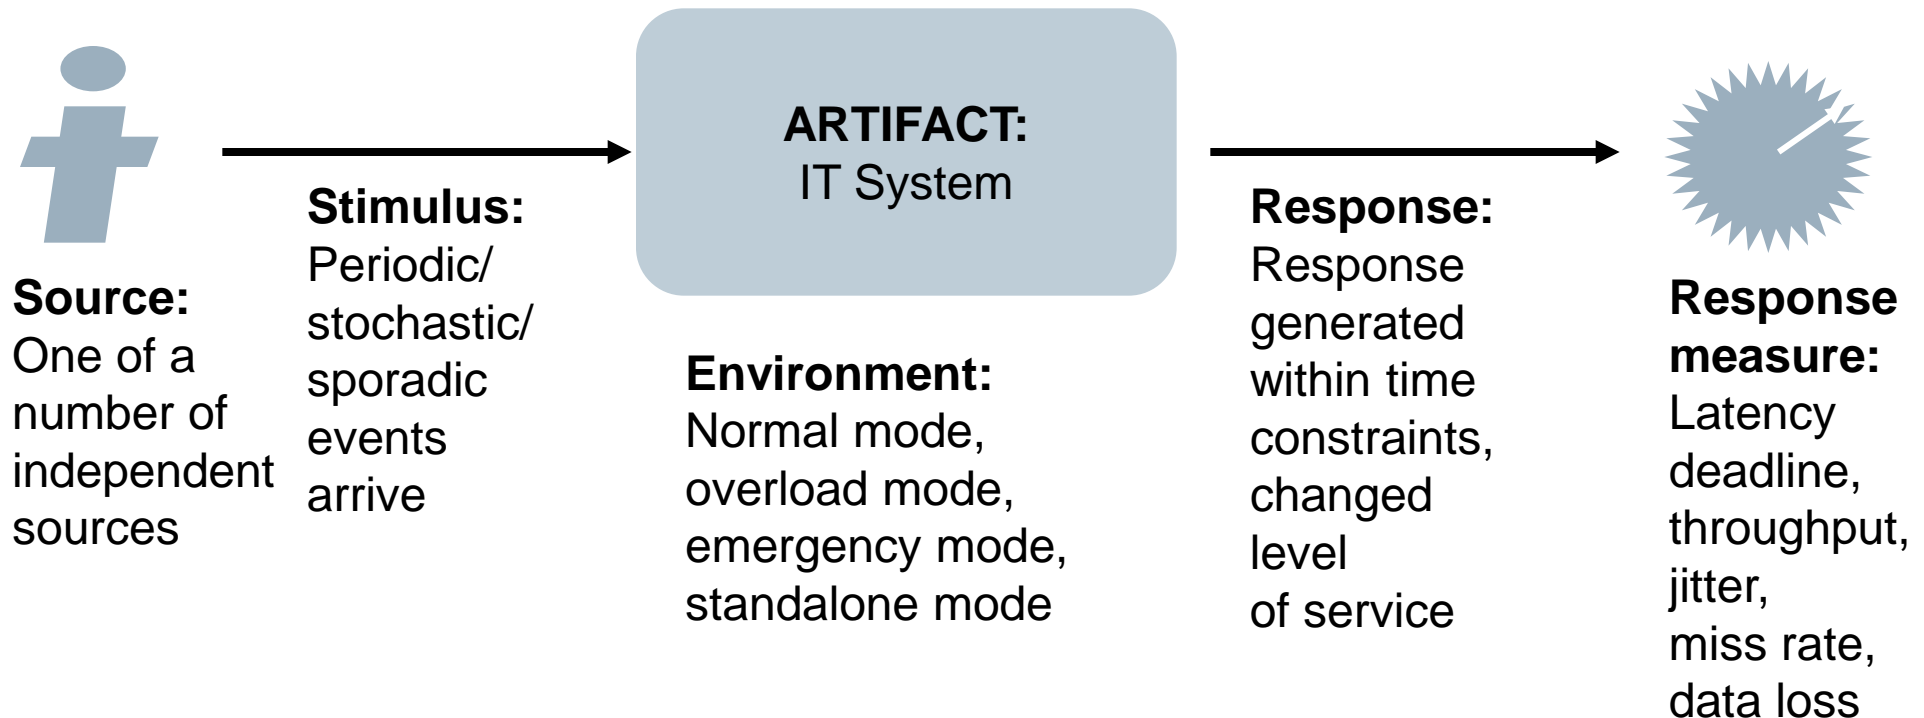 Source:
One of a
number of
independent
sources
Stimulus:
Periodic/
stochastic/
sporadic
events
arrive
ARTIFACT:
IT System
Environment:
Normal mode,
overload mode,
emergency mode,
standalone mode
Response:
Response
generated
within time
constraints,
changed
level
of service
Response
measure:
Latency
deadline,
throughput,
jitter,
miss rate,
data loss